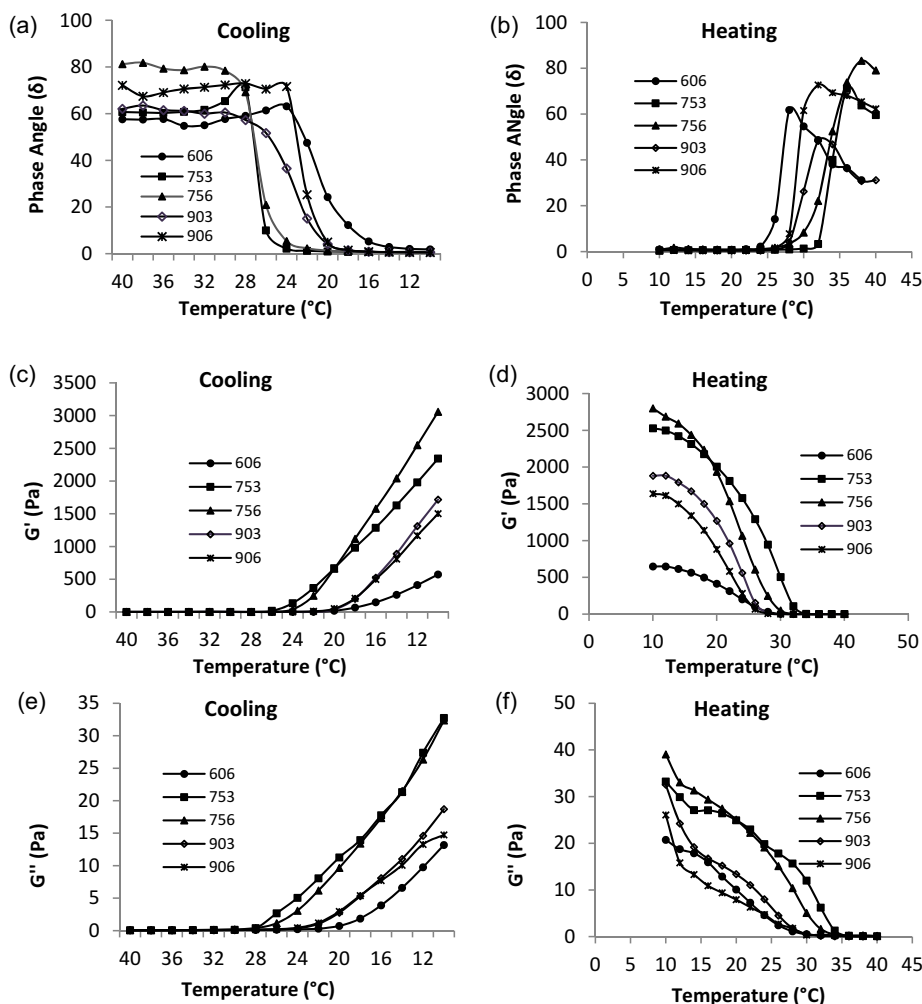 (a)
Cooling
Phase Angle (δ)
100
80
60
40
20
0
606
753
756
903
906
40 36 32 28 24 20 16 12
Temperature (°C)
(b)
Heating
Phase ANgle (δ)
100
80
60
40
20
0
606
753
756
903
906
0 5 10 15 20 25 30 35 40 45
Temperature (°C)
(c)
Cooling
G' (Pa)
3500
3000
2500
2000
1500
1000
500
0
606
753
756
903
906
40 36 32 28 24 20 16 12
Temperature (°C)
(d)
Heating
G' (Pa)
3000
2500
2000
1500
1000
500
0
606
753
756
903
906
0 10 20 30 40 50
Temperature (°C)
(e)
Cooling
G'' (Pa)
35
30
25
20
15
10
5
0
606
753
756
903
906
40 36 32 28 24 20 16 12
Temperature (°C)
(f)
Heating
G'' (Pa)
50
40
30
20
10
0
606
753
756
903
906
0 5 10 15 20 25 30 35 40 45
Temperature (°C)